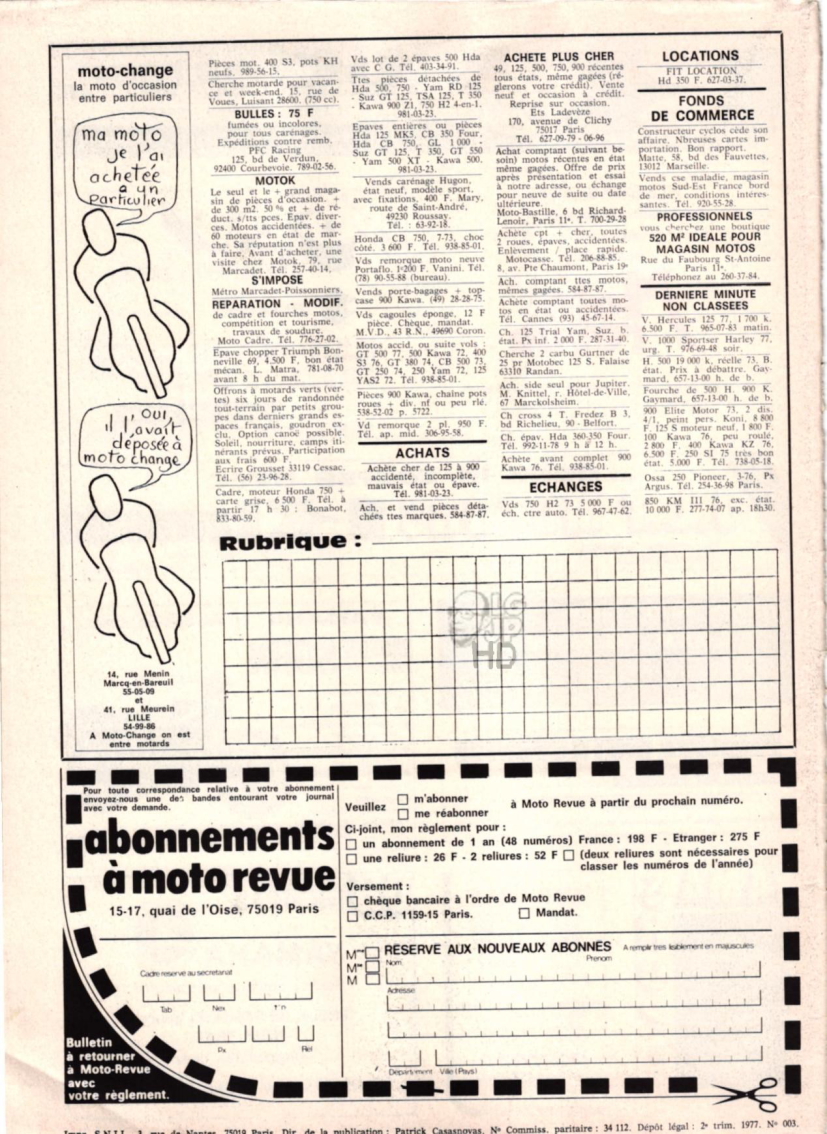 moto-change
la moto d'occasion
entre particuliers
ma moto
je l'ai
achetée
a un
particulier
OUI,
il l'avait
deposée à
moto change
14, rue Menin
Marcq-en-Bareuil
55-05-09
et
41, rue Meurein
LILLE
54-99-86
A Moto-Change on est
entre motards
Pièces mot. 400 S3, pots KH
neufs. 989-56-15.
Cherche motarde pour vacan-
ce et week-end. 15, rue de
Voues, Luisant 28600. (750 cc).
BULLES : 75 F
fumées ou incolores,
pour tous carénages.
Expéditions contre remb.
PFC Racing
125, bd de Verdun,
92400 Courbevoie. 789-02-56.
MOTOK
Le seul et le + grand maga-
sin de pièces d'occasion. +
de 300 m2. 50 % et + de ré-
duct. s/ttes pces. Epav. diver-
ces. Motos accidentées. + de
60 moteurs en état de mar-
che. Sa réputation n'est plus
à faire. Avant d'acheter, une
visite chez Motok, 79, rue
Marcadet. Tél. 257-40-14.
S'IMPOSE
Métro Marcadet-Poissonniers.
REPARATION - MODIF.
de cadre et fourches motos,
compétition et tourisme,
travaux de soudure.
Moto Cadre. Tél. 776-27-02.
Epave chopper Triumph Bon-
neville 69, 4.500 F, bon état
mécan. L. Matra, 781-08-70
avant 8 h du mat.
Offrons à motards verts (ver-
tes) six jours de randonnée
tout-terrain par petits grou-
pes dans derniers grands es-
paces français, goudron ex-
clu. Option canoë possible.
Soleil, nourriture, camps iti-
nérants prévus. Participation
aux frais 600 F.
Ecrire Grousset 33119 Cessac.
Tél. (56) 23-96-28.
Cadre, moteur Honda 750 +
carte grise, 6 500 F. Tél. à
partir 17 h 30 : Bonabot,
833-80-59.
Vds lot de 2 épaves 500 Hda
avec C G. Tél. 403-34-91.
Ttes pièces détachées de
Hda 500, 750 - Yam RD 125
- Suz GT 125, TSA 125, T 350
- Kawa 900 Z1, 750 H2 4-en-1.
981-03-23.
Epaves entières ou pièces
Hda 125 MK5, CB 350 Four,
Hda CB 750, GL 1 000 -
Suz GT 125, T 350, GT 550
- Yam 500 XT - Kawa 500.
981-03-23.
Vends carénage Hugon,
état neuf, modèle sport,
avec fixations, 400 F. Mary,
route de Saint-André,
49230 Roussay.
Tél. : 63-92-18.
Honda CB 750, 7-73, choc
côté. 3 600 F. Tél. 938-85-01.
Vds remorque moto neuve
Portaflo. 1·200 F. Vanini. Tél.
(78) 90-55-88 (bureau).
Vends porte-bagages + top-
case 900 Kawa. (49) 28-28-75.
Vds cagoules éponge, 12 F
pièce. Chèque, mandat.
M.V.D., 43 R.N., 49690 Coron.
Motos accid. ou suite vols :
GT 500 77, 500 Kawa 72, 400
S3 76, GT 380 74, CB 500 73,
GT 250 74, 250 Yam 72, 125
YAS2 72. Tél. 938-85-01.
Pièces 900 Kawa, chaîne pots
roues + div. nf ou peu rlé.
538-52-02 p. 5722.
Vd remorque 2 pl. 950 F.
Tél. ap. mid. 306-95-58.
ACHATS
Achète cher de 125 à 900
accidenté, incomplète,
mauvais état ou épave.
Tél. 981-03-23.
Ach. et vend pièces déta-
chées ttes marques. 584-87-87.
ACHETE PLUS CHER
49, 125, 500, 750, 900 récentes
tous états, même gagées (ré-
glerons votre crédit). Vente
neuf et occasion à crédit.
Reprise sur occasion.
Ets Ladevèze
170, avenue de Clichy
75017 Paris
Tél. 627-09-79 - 06-96
Achat comptant (suivant be-
soin) motos récentes en état
même gagées. Offre de prix
après présentation et essai
à notre adresse, ou échange
pour neuve de suite ou date
ultérieure.
Moto-Bastille, 6 bd Richard-
Lenoir, Paris 11ᵉ. T. 700-29-28
Achète cpt + cher, toutes
2 roues, épaves, accidentées.
Enlèvement / place rapide.
Motocasse. Tél. 206-88-85.
8, av. Pte Chaumont, Paris 19ᵉ
Ach. comptant ttes motos,
mêmes gagées. 584-87-87.
Achète comptant toutes mo-
tos en état ou accidentées.
Tél. Cannes (93) 45-67-14.
Ch. 125 Trial Yam, Suz. b.
état. Px inf. 2 000 F. 287-31-40.
Cherche 2 carbu Gurtner de
25 pr Motobec 125 S. Falaise
63310 Randan.
Ach. side seul pour Jupiter.
M. Knittel, r. Hôtel-de-Ville,
67 Marckolsheim.
Ch cross 4 T. Fredez B 3,
bd Richelieu, 90 - Belfort.
Ch. épav. Hda 360-350 Four.
Tél. 992-11-78 9 h à 12 h.
Achète avant complet 900
Kawa 76. Tél. 938-85-01.
ECHANGES
Vds 750 H2 73 5 000 F ou
éch. ctre auto. Tél. 967-47-62.
LOCATIONS
FIT LOCATION
Hd 350 F. 627-03-37.
FONDS
DE COMMERCE
Constructeur cyclos cède son
affaire. Nbreuses cartes im-
portation. Bon rapport.
Matte, 58, bd des Fauvettes,
13012 Marseille.
Vends cse maladie, magasin
motos Sud-Est France bord
de mer, conditions intéres-
santes. Tél. 920-55-28.
PROFESSIONNELS
vous cherchez une boutique
520 M² IDEALE POUR
MAGASIN MOTOS
Rue du Faubourg St-Antoine
Paris 11ᵉ.
Téléphonez au 260-37-84.
DERNIERE MINUTE
NON CLASSEES
V. Hercules 125 77, 1 700 k,
6.500 F. T. 965-07-83 matin.
V. 1000 Sportser Harley 77,
urg. T. 976-69-48 soir.
H. 500 19 000 k, réelle 73, B.
état. Prix à débattre. Gay-
mard, 657-13-00 h. de b.
Fourche de 500 H. 900 K.
Gaymard, 657-13-00 h. de b.
900 Elite Motor 73, 2 dis.
4/1, peint pers. Koni, 8 800
F. 125 S moteur neuf, 1 800 F.
100 Kawa 76, peu roule,
2 800 F. 400 Kawa KZ 76,
6.500 F. 250 SI 75 très bon
état. 5.000 F. Tél. 738-05-18.
Ossa 250 Pioneer, 3-76, Px
Argus. Tél. 254-36-98 Paris.
850 KM III 76, exc. état.
10 000 F. 277-74-07 ap. 18h30.
Rubrique :
BIG
HD
Pour toute correspondance relative à votre abonnement
envoyez-nous une des bandes entourant votre journal
avec votre demande.
abonnements
à moto revue
15-17, quai de l'Oise, 75019 Paris
Cadre reserve au secretariat
Tab Nex
Px Rel
Bulletin
à retourner
à Moto-Revue
avec
votre règlement.
Veuillez
m'abonner
me réabonner
à Moto Revue à partir du prochain numéro.
Ci-joint, mon règlement pour :
un abonnement de 1 an (48 numéros) France : 198 F - Etranger : 275 F
une reliure : 26 F - 2 reliures : 52 F (deux reliures sont nécessaires pour
classer les numéros de l'année)
Versement :
chèque bancaire à l'ordre de Moto Revue
C.C.P. 1159-15 Paris. Mandat.
RESERVE AUX NOUVEAUX ABONNES A remplir tres lisiblement en majuscules
Mme
Mlle
M
Nom Prenom
Adresse
Département Ville (Pays)
Impr. S.N.I.L., 3, rue de Nantes, 75019 Paris. Dir. de la publication : Patrick Casasnovas. Nº Commiss. paritaire : 34 112. Dépôt légal : 2ᵉ trim. 1977. Nº 003.